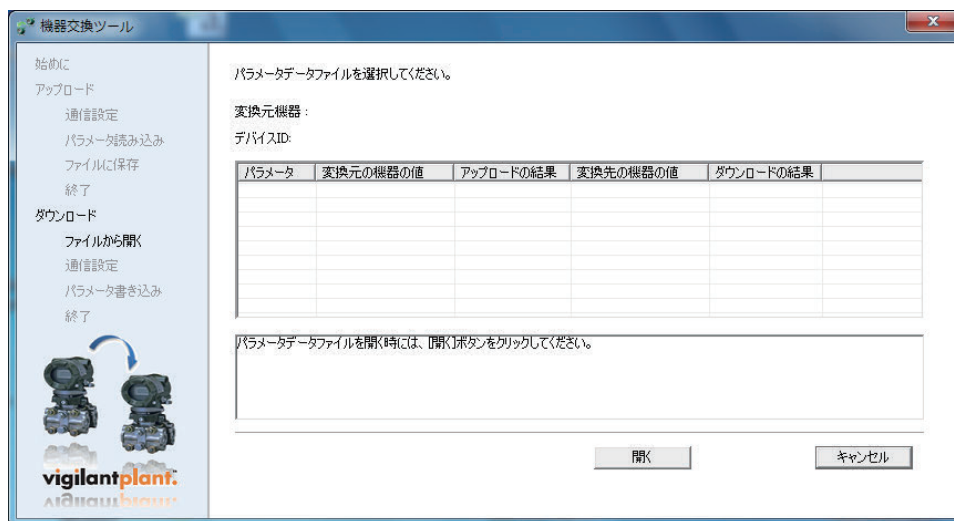 機器交換ツール
始めに
アップロード
通信設定
パラメータ読み込み
ファイルに保存
終了
ダウンロード
ファイルから開く
通信設定
パラメータ書き込み
終了
vigilantplant.
パラメータデータファイルを選択してください。
変換元機器 :
デバイスID:
パラメータ 変換元の機器の値 アップロードの結果 変換先の機器の値 ダウンロードの結果
パラメータデータファイルを開く時には、[開く]ボタンをクリックしてください。
開く キャンセル